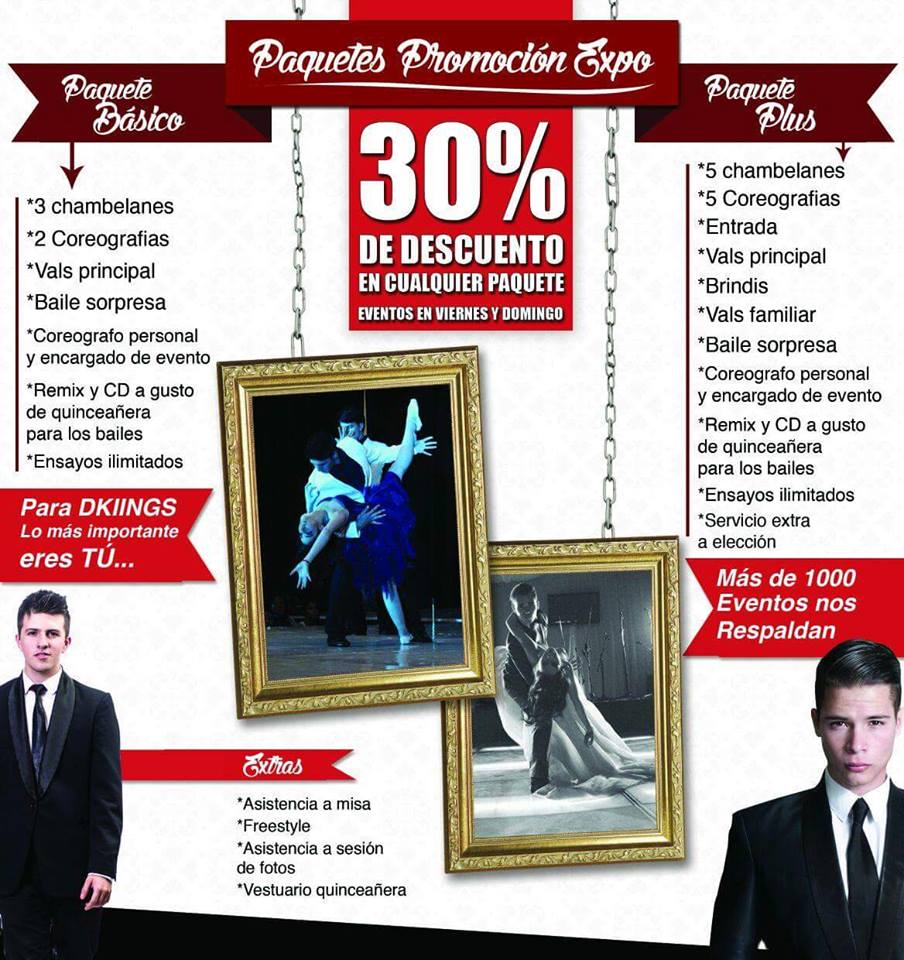 Paquetes Promoción Expo
Paquete
Básico
*3 chambelanes
*2 Coreografias
*Vals principal
*Baile sorpresa
*Coreografo personal
y encargado de evento
*Remix y CD a gusto
de quinceañera
para los bailes
*Ensayos ilimitados
Para DKIINGS
Lo más importante
eres TÚ...
30%
DE DESCUENTO
EN CUALQUIER PAQUETE
EVENTOS EN VIERNES Y DOMINGO
Paquete
Plus
*5 chambelanes
*5 Coreografias
*Entrada
*Vals principal
*Brindis
*Vals familiar
*Baile sorpresa
*Coreografo personal
y encargado de evento
*Remix y CD a gusto
de quinceañera
para los bailes
*Ensayos ilimitados
*Servicio extra
a elección
Más de 1000
Eventos nos
Respaldan
Extras
*Asistencia a misa
*Freestyle
*Asistencia a sesión
de fotos
*Vestuario quinceañera